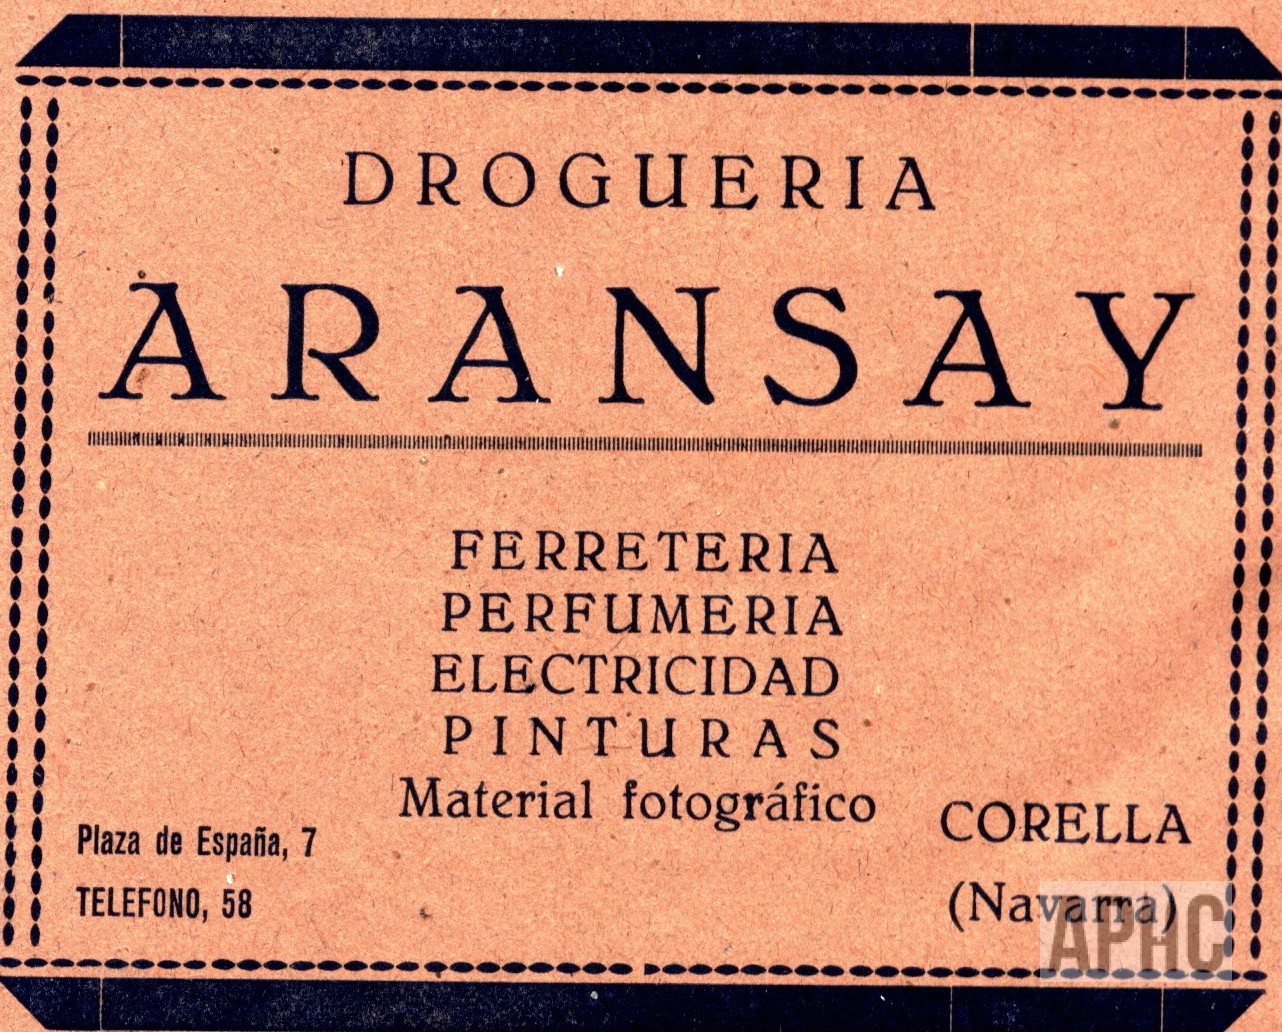 DROGUERIA
ARANSAY
FERRETERIA
PERFUMERIA
ELECTRICIDAD
PINTURAS
Material fotográfico
Plaza de España, 7
TELEFONO, 58
CORELLA
(Navarra)
APHC